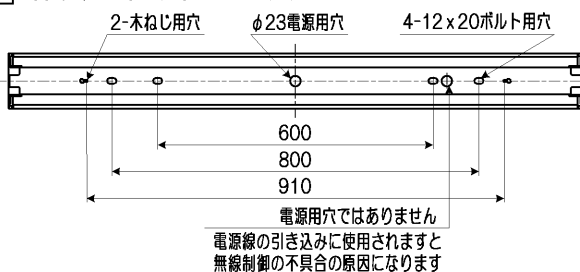 2-木ねじ用穴
φ23電源用穴
4-12x20ボルト用穴
600
800
910
電源用穴ではありません
電源線の引き込みに使用されますと
無線制御の不具合の原因になります